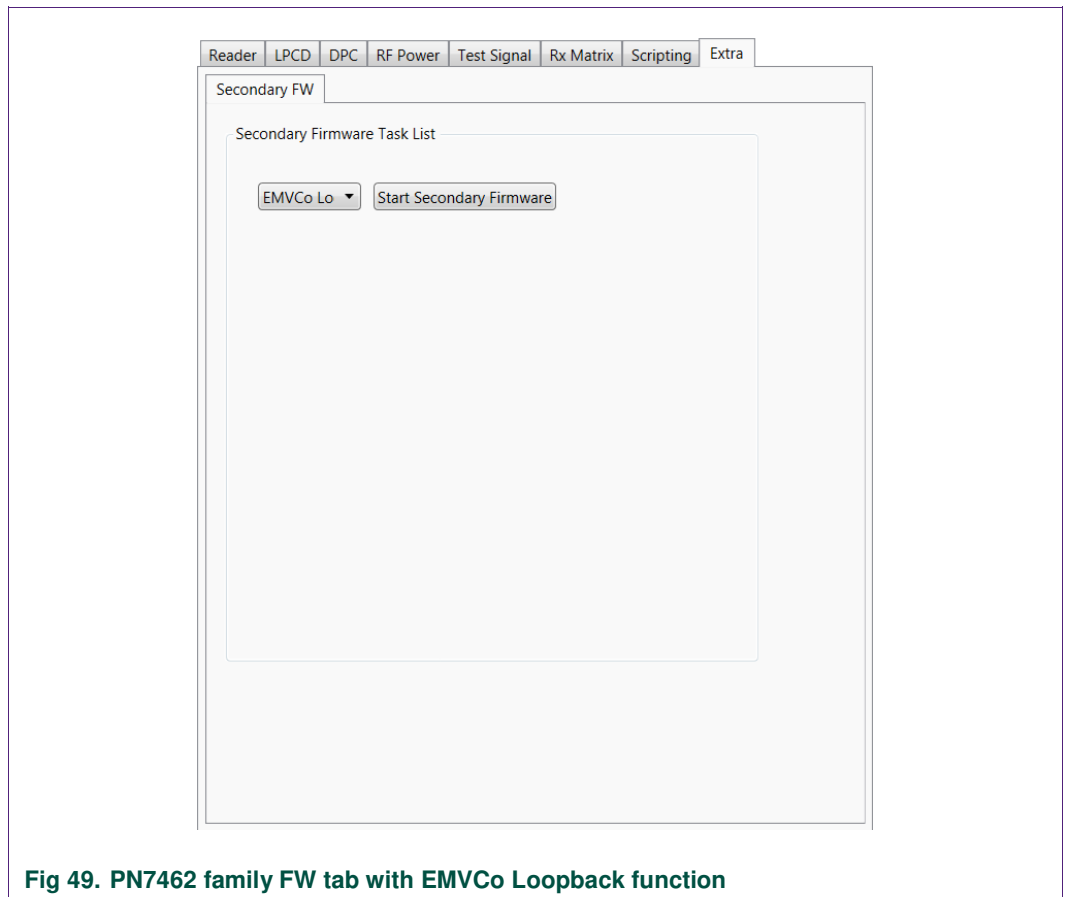 Reader LPCD DPC RF Power Test Signal Rx Matrix Scripting Extra
Secondary FW
Secondary Firmware Task List
EMVCo Lo Start Secondary Firmware
Fig 49. PN7462 family FW tab with EMVCo Loopback function